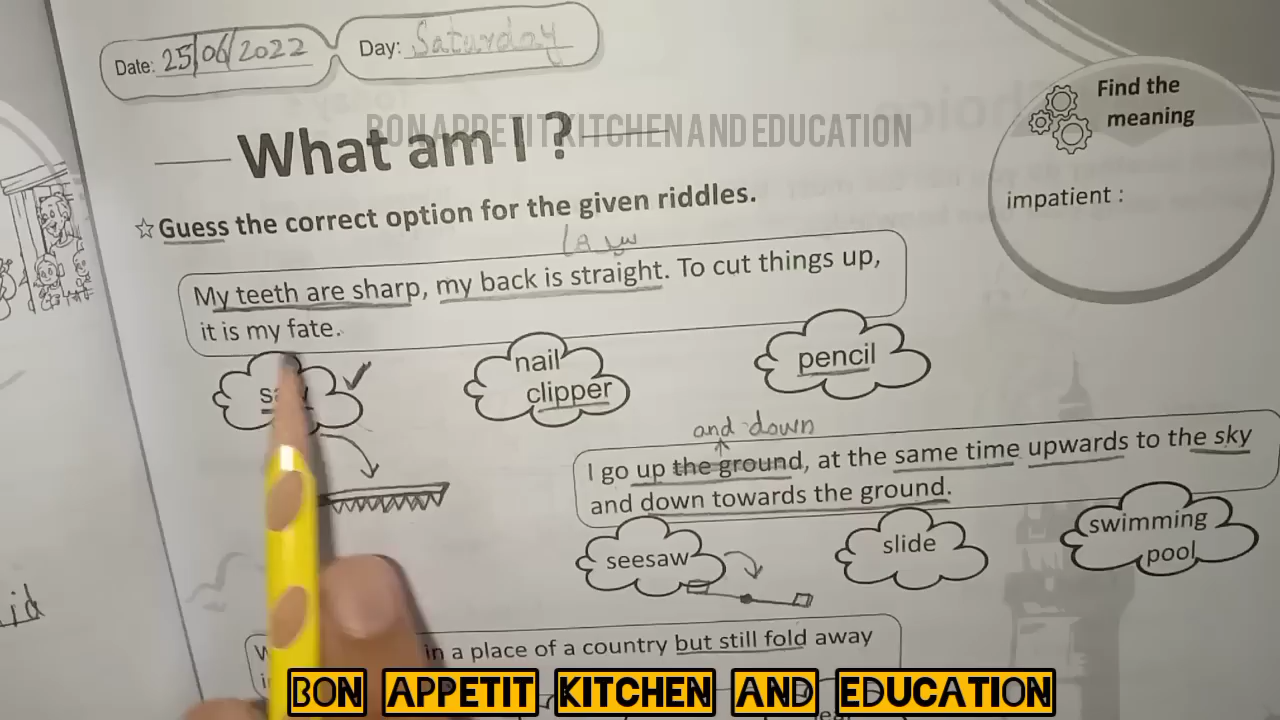 Date: 25/06/2022 Day: Saturday
BON APPETIT KITCHEN AND EDUCATION
Find the
meaning
impatient :
What am I ?
☆Guess the correct option for the given riddles.
My teeth are sharp, my back is straight. To cut things up,
it is my fate.
saw
nail
clipper
pencil
and down
I go up the ground, at the same time upwards to the sky
and down towards the ground.
seesaw
slide
swimming
pool
in a place of a country but still fold away
BON APPETIT KITCHEN AND EDUCATION